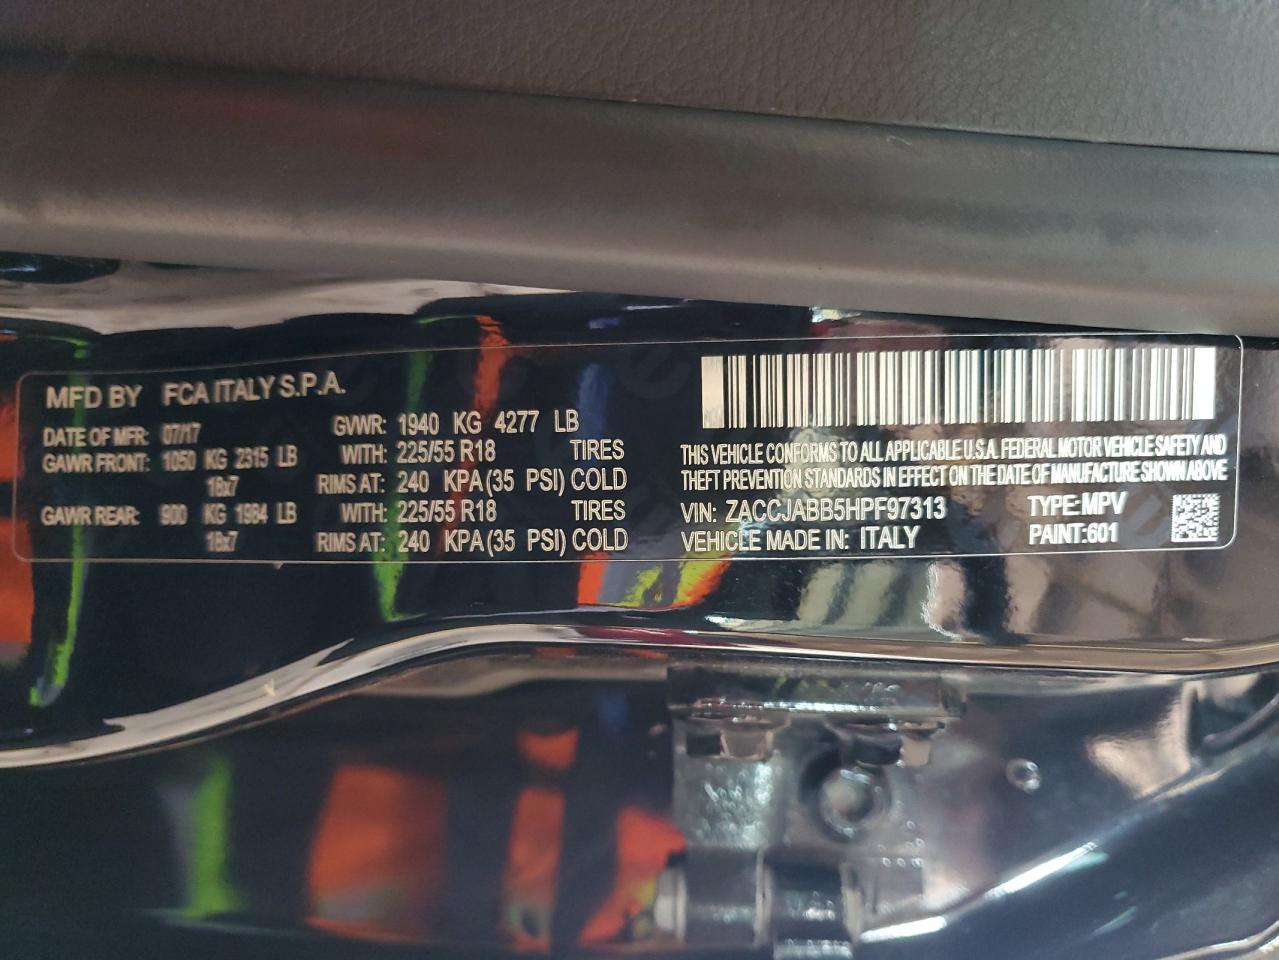 MFD BY FCA ITALY S.P.A.
DATE OF MFR: 07/17 GVWR: 1940 KG 4277 LB
GAWR FRONT: 1050 KG 2315 LB WITH: 225/55 R18 TIRES
18x7 RIMS AT: 240 KPA(35 PSI) COLD
GAWR REAR: 900 KG 1984 LB WITH: 225/55 R18 TIRES
18x7 RIMS AT: 240 KPA(35 PSI) COLD
THIS VEHICLE CONFORMS TO ALL APPLICABLE U.S.A. FEDERAL MOTOR VEHICLE SAFETY AND
THEFT PREVENTION STANDARDS IN EFFECT ON THE DATE OF MANUFACTURE SHOWN ABOVE
VIN: ZACCJABB5HPF97313 TYPE:MPV
VEHICLE MADE IN: ITALY PAINT:601